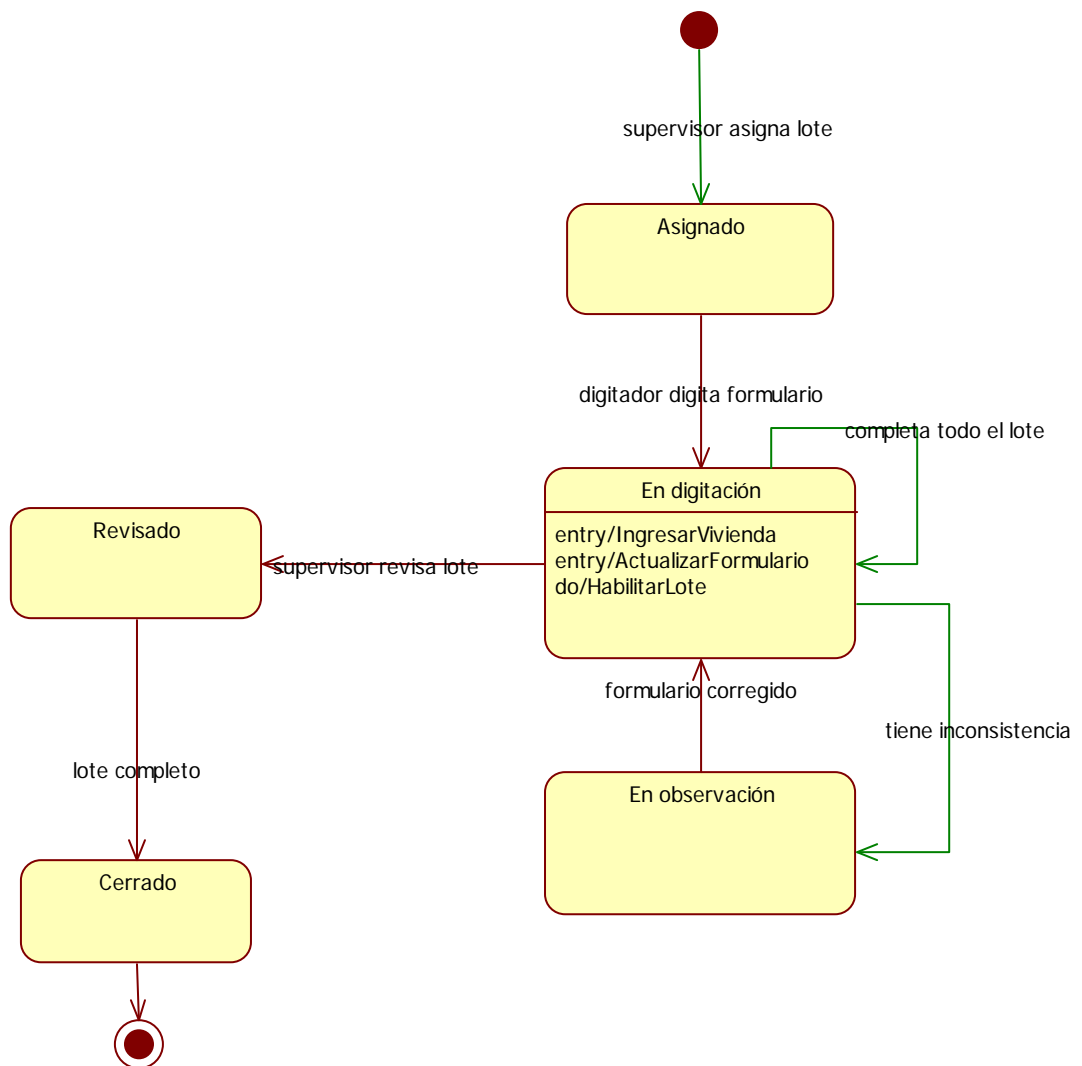 supervisor asigna lote
Asignado
digitador digita formulario
completa todo el lote
En digitación
entry/IngresarVivienda
entry/ActualizarFormulario
do/HabilitarLote
Revisado
supervisor revisa lote
formulario corregido
tiene inconsistencia
lote completo
En observación
Cerrado